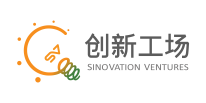 创新工场
SINOVATION VENTURES